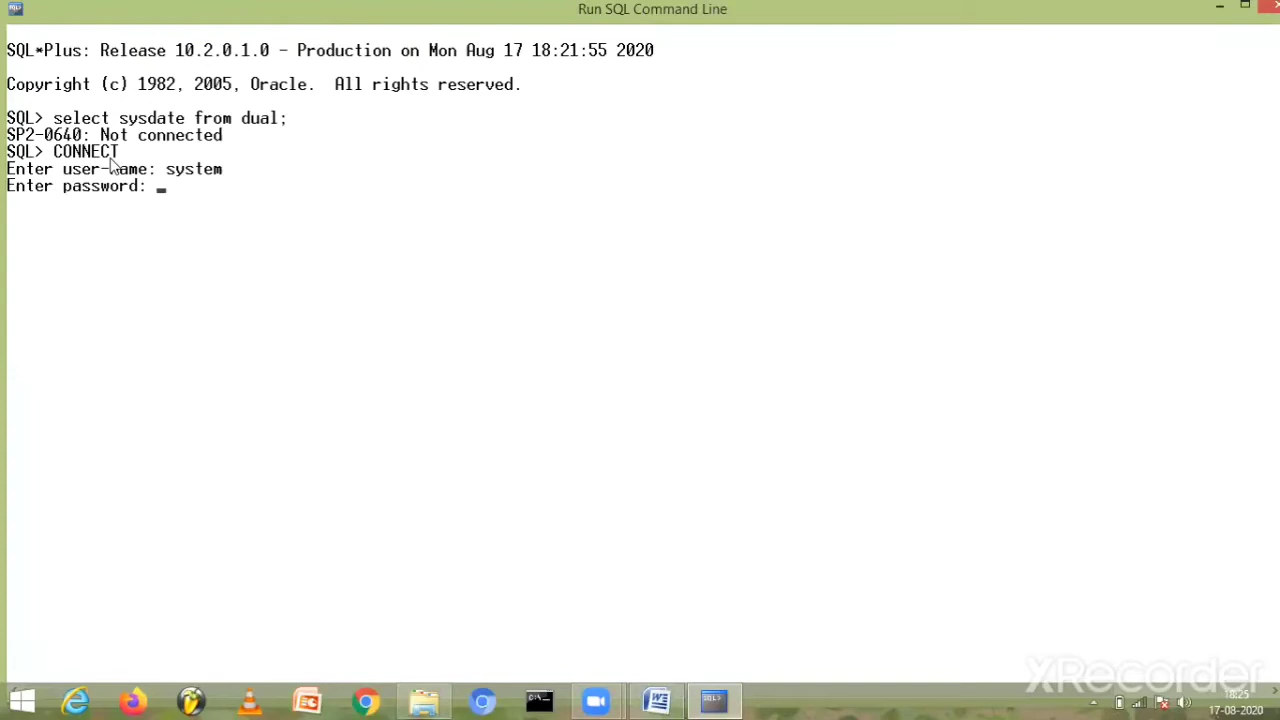 Run SQL Command Line
SQL*Plus: Release 10.2.0.1.0 - Production on Mon Aug 17 18:21:55 2020
Copyright (c) 1982, 2005, Oracle.  All rights reserved.
SQL> select sysdate from dual;
SP2-0640: Not connected
SQL> CONNECT
Enter user-name: system
Enter password: _
XRecorder
18:25
17-08-2020